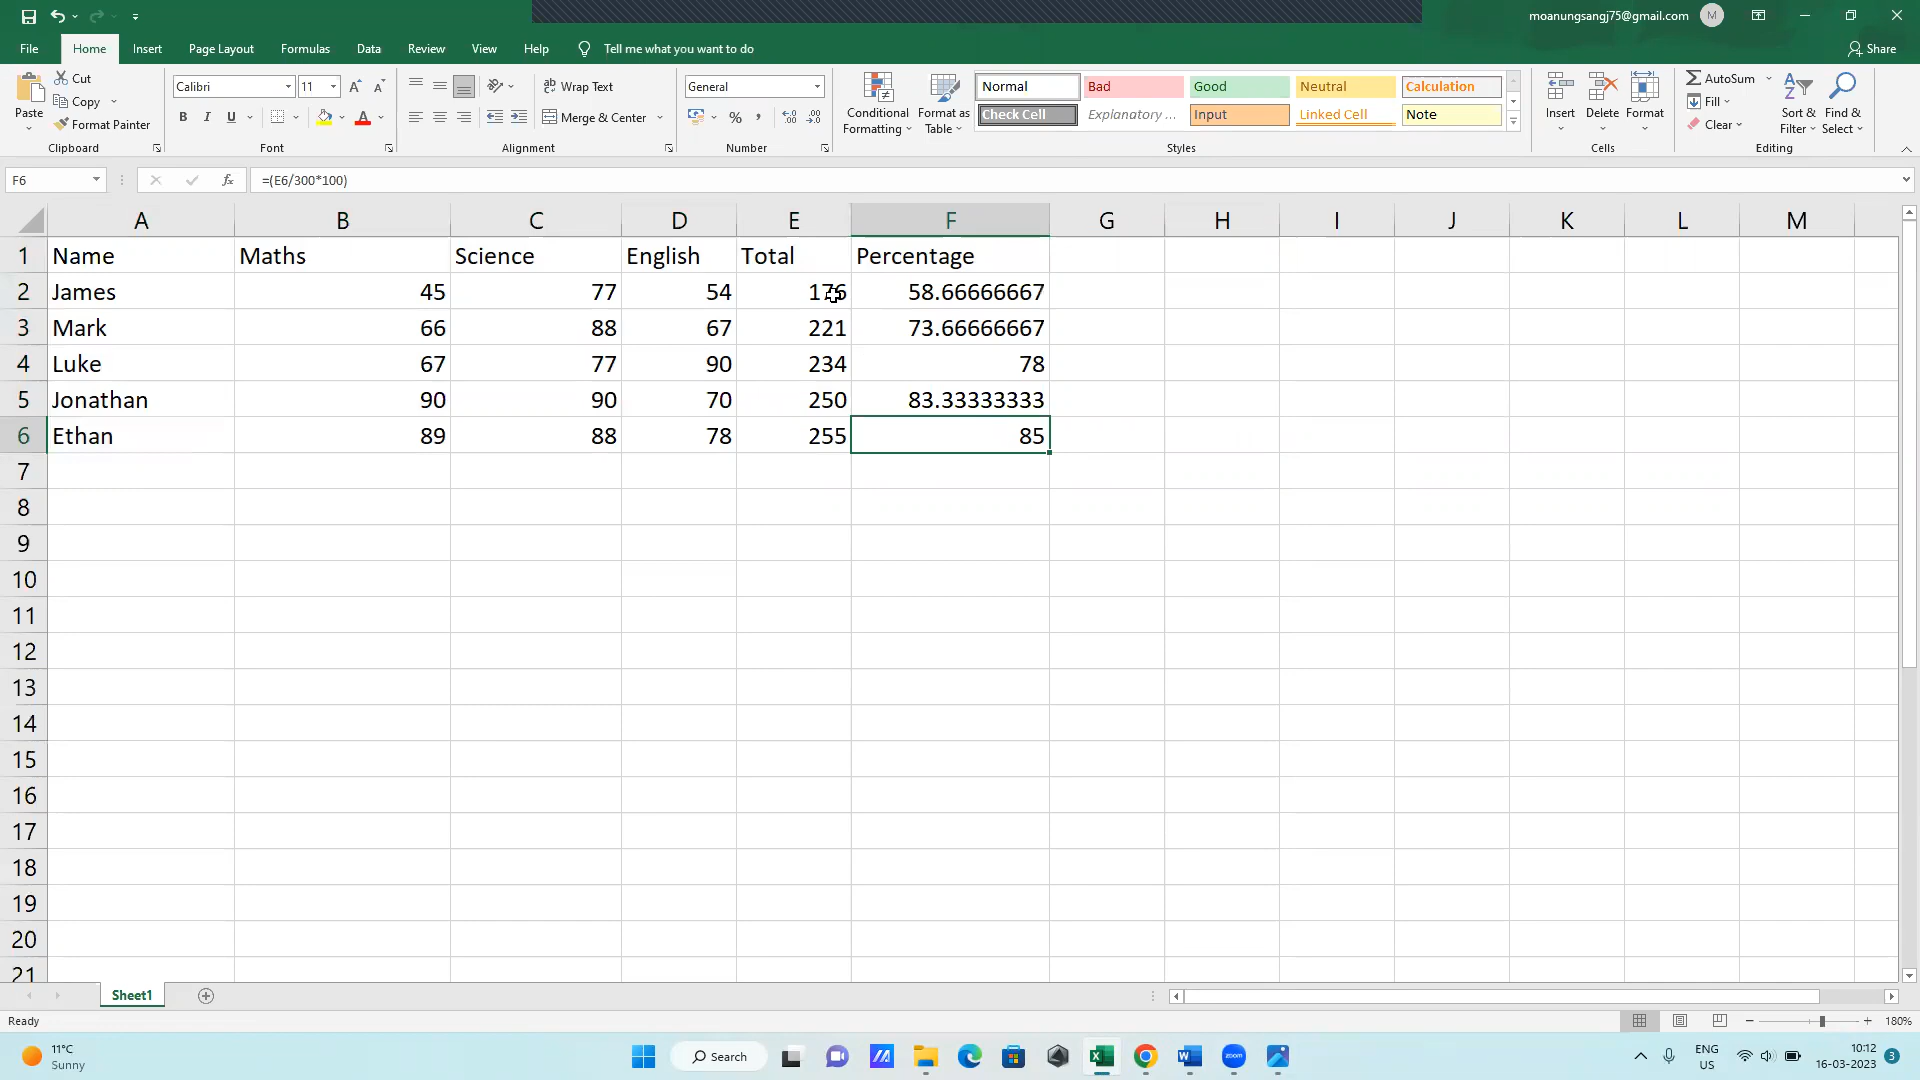 moanungsangj75@gmail.com M
File Home Insert Page Layout Formulas Data Review View Help Tell me what you want to do Share
Paste Cut Copy Format Painter Clipboard
Calibri 11 A A B I U A Font
Wrap Text Merge & Center Alignment
General % , Number
Conditional Formatting Format as Table
Normal Bad Good Neutral Calculation
Check Cell Explanatory ... Input Linked Cell Note
Styles
Insert Delete Format Cells
AutoSum Fill Clear Sort & Filter Find & Select Editing
F6 fx =(E6/300*100)
A B C D E F G H I J K L M
1 Name Maths Science English Total Percentage
2 James 45 77 54 176 58.66666667
3 Mark 66 88 67 221 73.66666667
4 Luke 67 77 90 234 78
5 Jonathan 90 90 70 250 83.33333333
6 Ethan 89 88 78 255 85
7
8
9
10
11
12
13
14
15
16
17
18
19
20
21
Sheet1
Ready 180%
11°C Sunny
Search
zoom
ENG US
10:12
16-03-2023
3